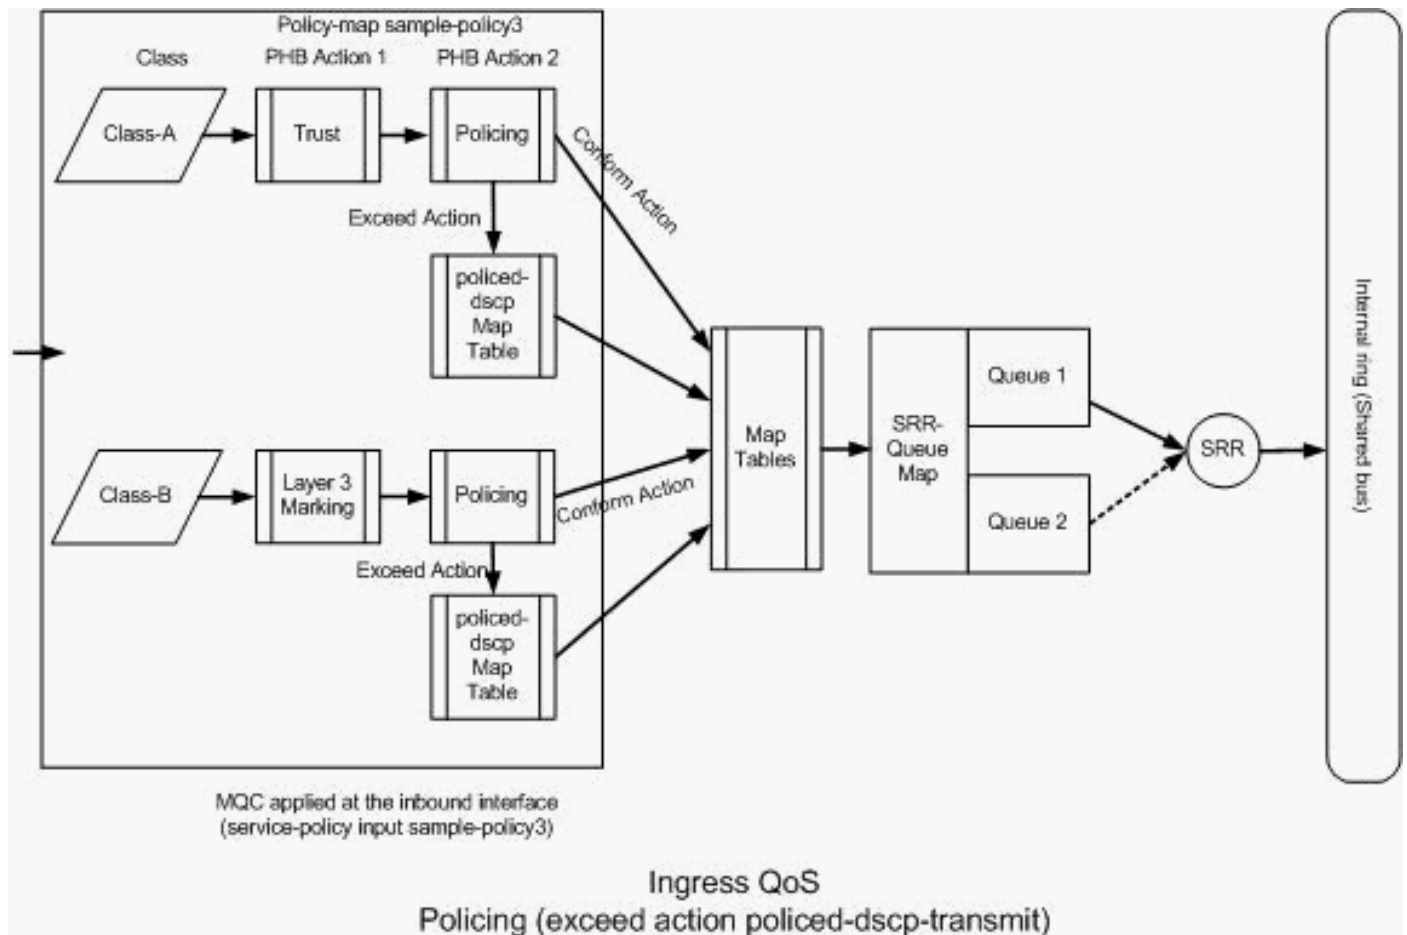 Policy-map sample-policy3
Class
PHB Action 1
PHB Action 2
Class-A
Trust
Policing
Conform Action
Exceed Action
policed-
dscp
Map
Table
Class-B
Layer 3
Marking
Policing
Conform Action
Exceed Action
policed-
dscp
Map
Table
Map
Tables
SRR-
Queue
Map
Queue 1
Queue 2
SRR
Internal ring (Shared bus)
MQC applied at the inbound interface
(service-policy input sample-policy3)
Ingress QoS
Policing (exceed action policed-dscp-transmit)